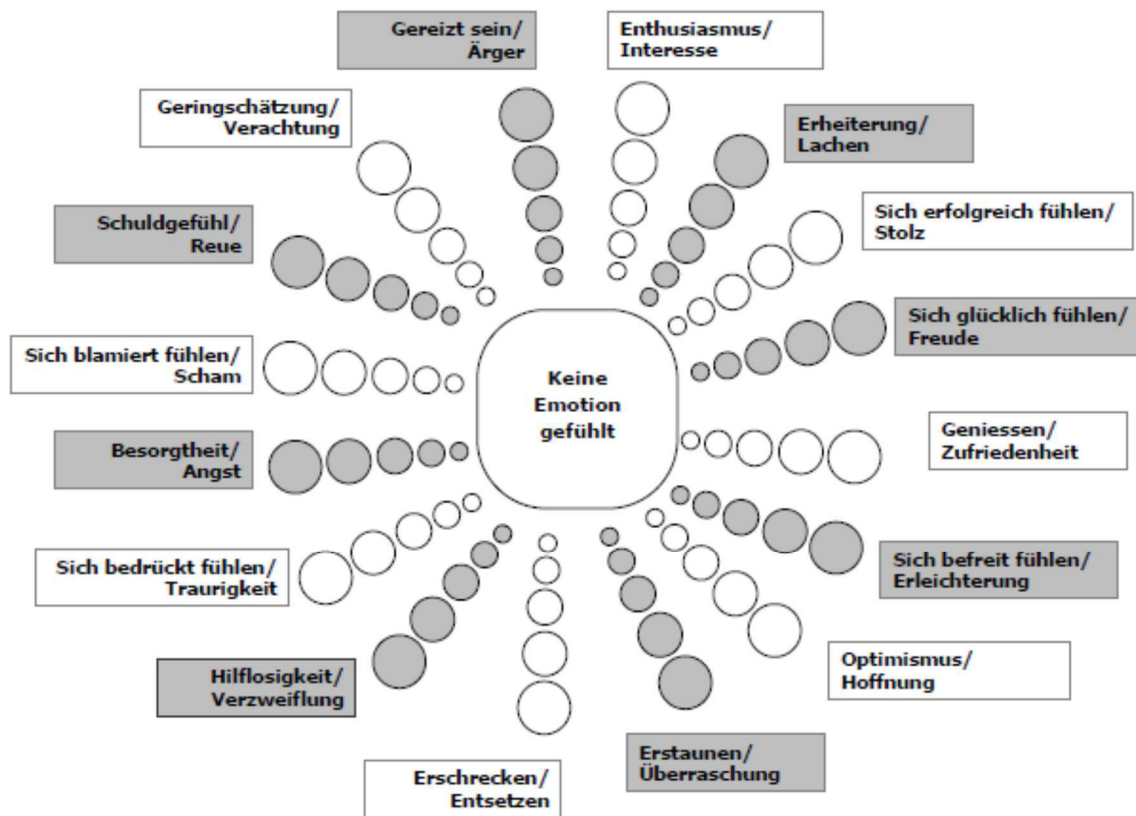 Gereizt sein/
Ärger
Enthusiasmus/
Interesse
Erheiterung/
Lachen
Sich erfolgreich fühlen/
Stolz
Sich glücklich fühlen/
Freude
Geniessen/
Zufriedenheit
Sich befreit fühlen/
Erleichterung
Optimismus/
Hoffnung
Erstaunen/
Überraschung
Erschrecken/
Entsetzen
Hilflosigkeit/
Verzweiflung
Sich bedrückt fühlen/
Traurigkeit
Besorgtheit/
Angst
Sich blamiert fühlen/
Scham
Schuldgefühl/
Reue
Geringschätzung/
Verachtung
Keine
Emotion
gefühlt